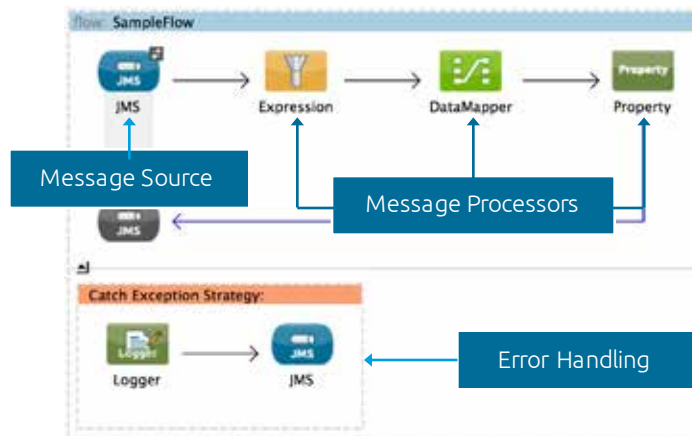 flow: SampleFlow
JMS
Property
JMS
Expression
DataMapper
Property
Message Source
Message Processors
JMS
Catch Exception Strategy:
Logger
JMS
Logger
JMS
Error Handling